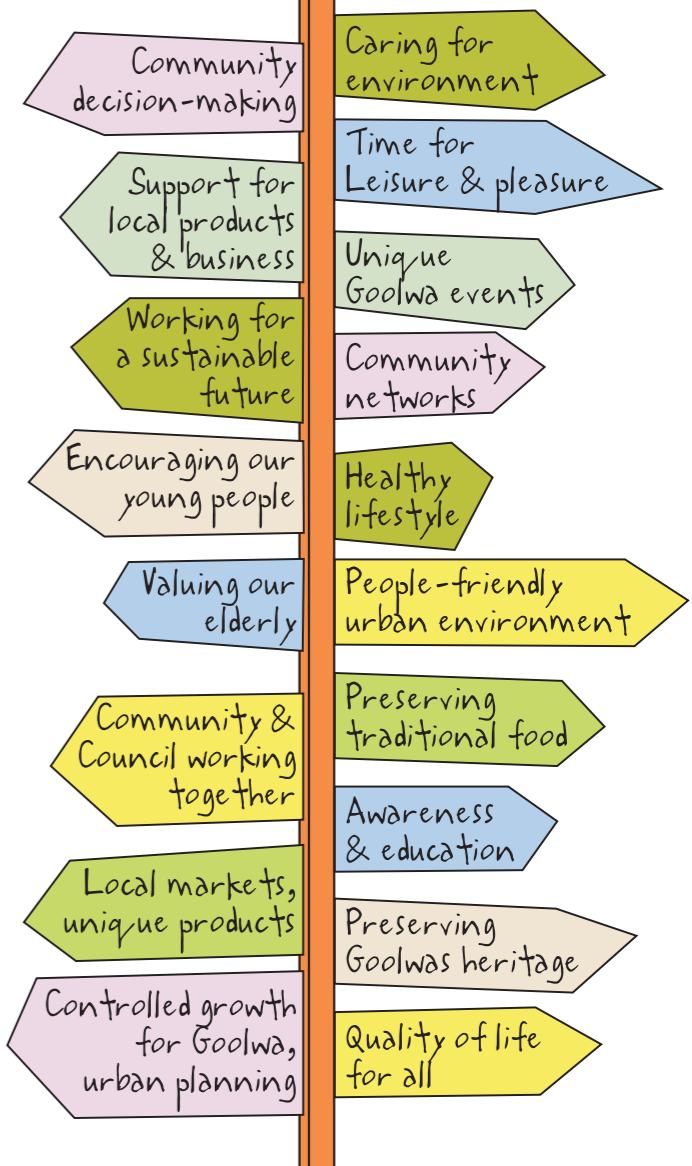 Community
decision-making
Support for
local products
& business
Working for
a sustainable
future
Encouraging our
young people
Valuing our
elderly
Community &
Council working
together
Local markets,
unique products
Controlled growth
for Goolwa,
urban planning
Caring for
environment
Time for
Leisure & pleasure
Unique
Goolwa events
Community
networks
Healthy
lifestyle
People-friendly
urban environment
Preserving
traditional food
Awareness
& education
Preserving
Goolwas heritage
Quality of life
for all